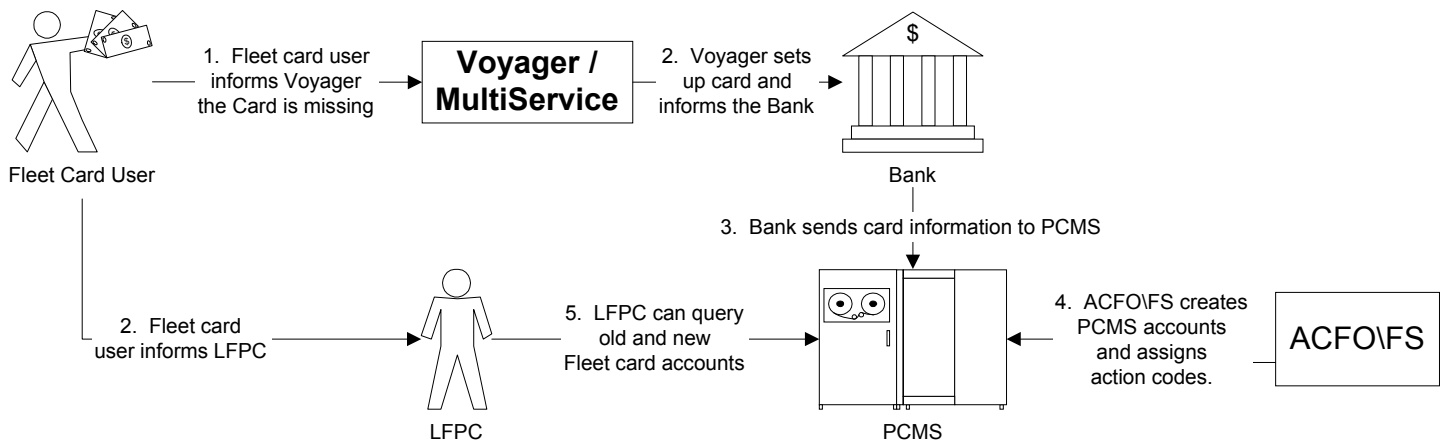 $
1. Fleet card user
informs Voyager
the Card is missing
Voyager /
MultiService
2. Voyager sets
up card and
informs the Bank
$
Fleet Card User
Bank
3. Bank sends card information to PCMS
2. Fleet card
user informs LFPC
5. LFPC can query
old and new
Fleet card accounts
4. ACFO\FS creates
PCMS accounts
and assigns
action codes.
ACFO\FS
LFPC
PCMS